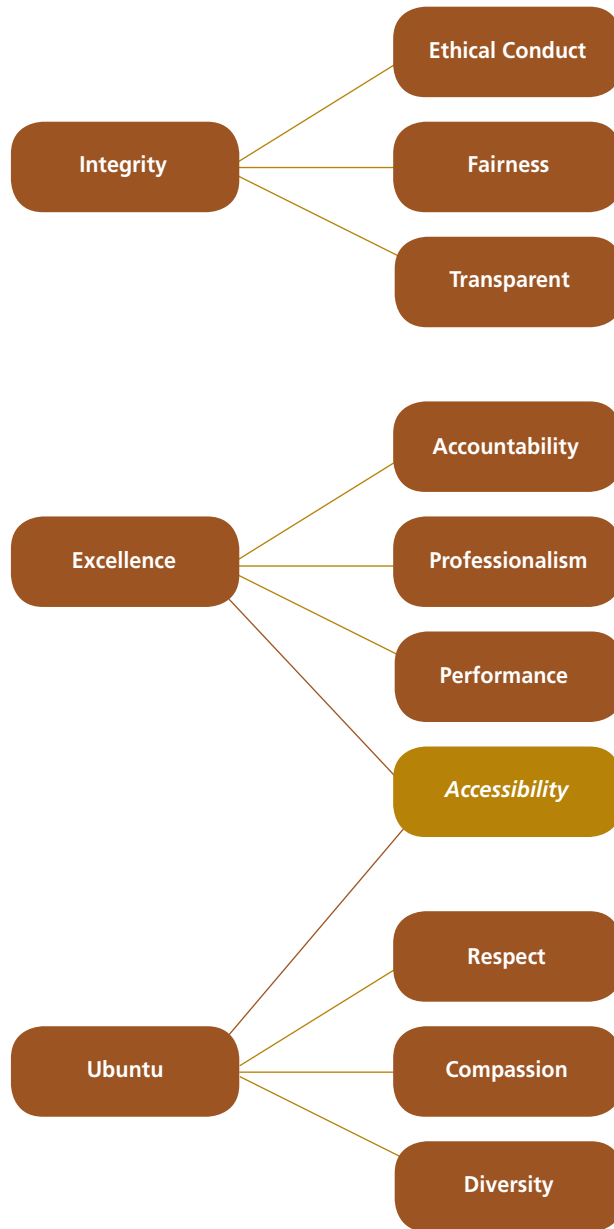 Integrity
Ethical Conduct
Fairness
Transparent
Excellence
Accountability
Professionalism
Performance
Accessibility
Ubuntu
Respect
Compassion
Diversity